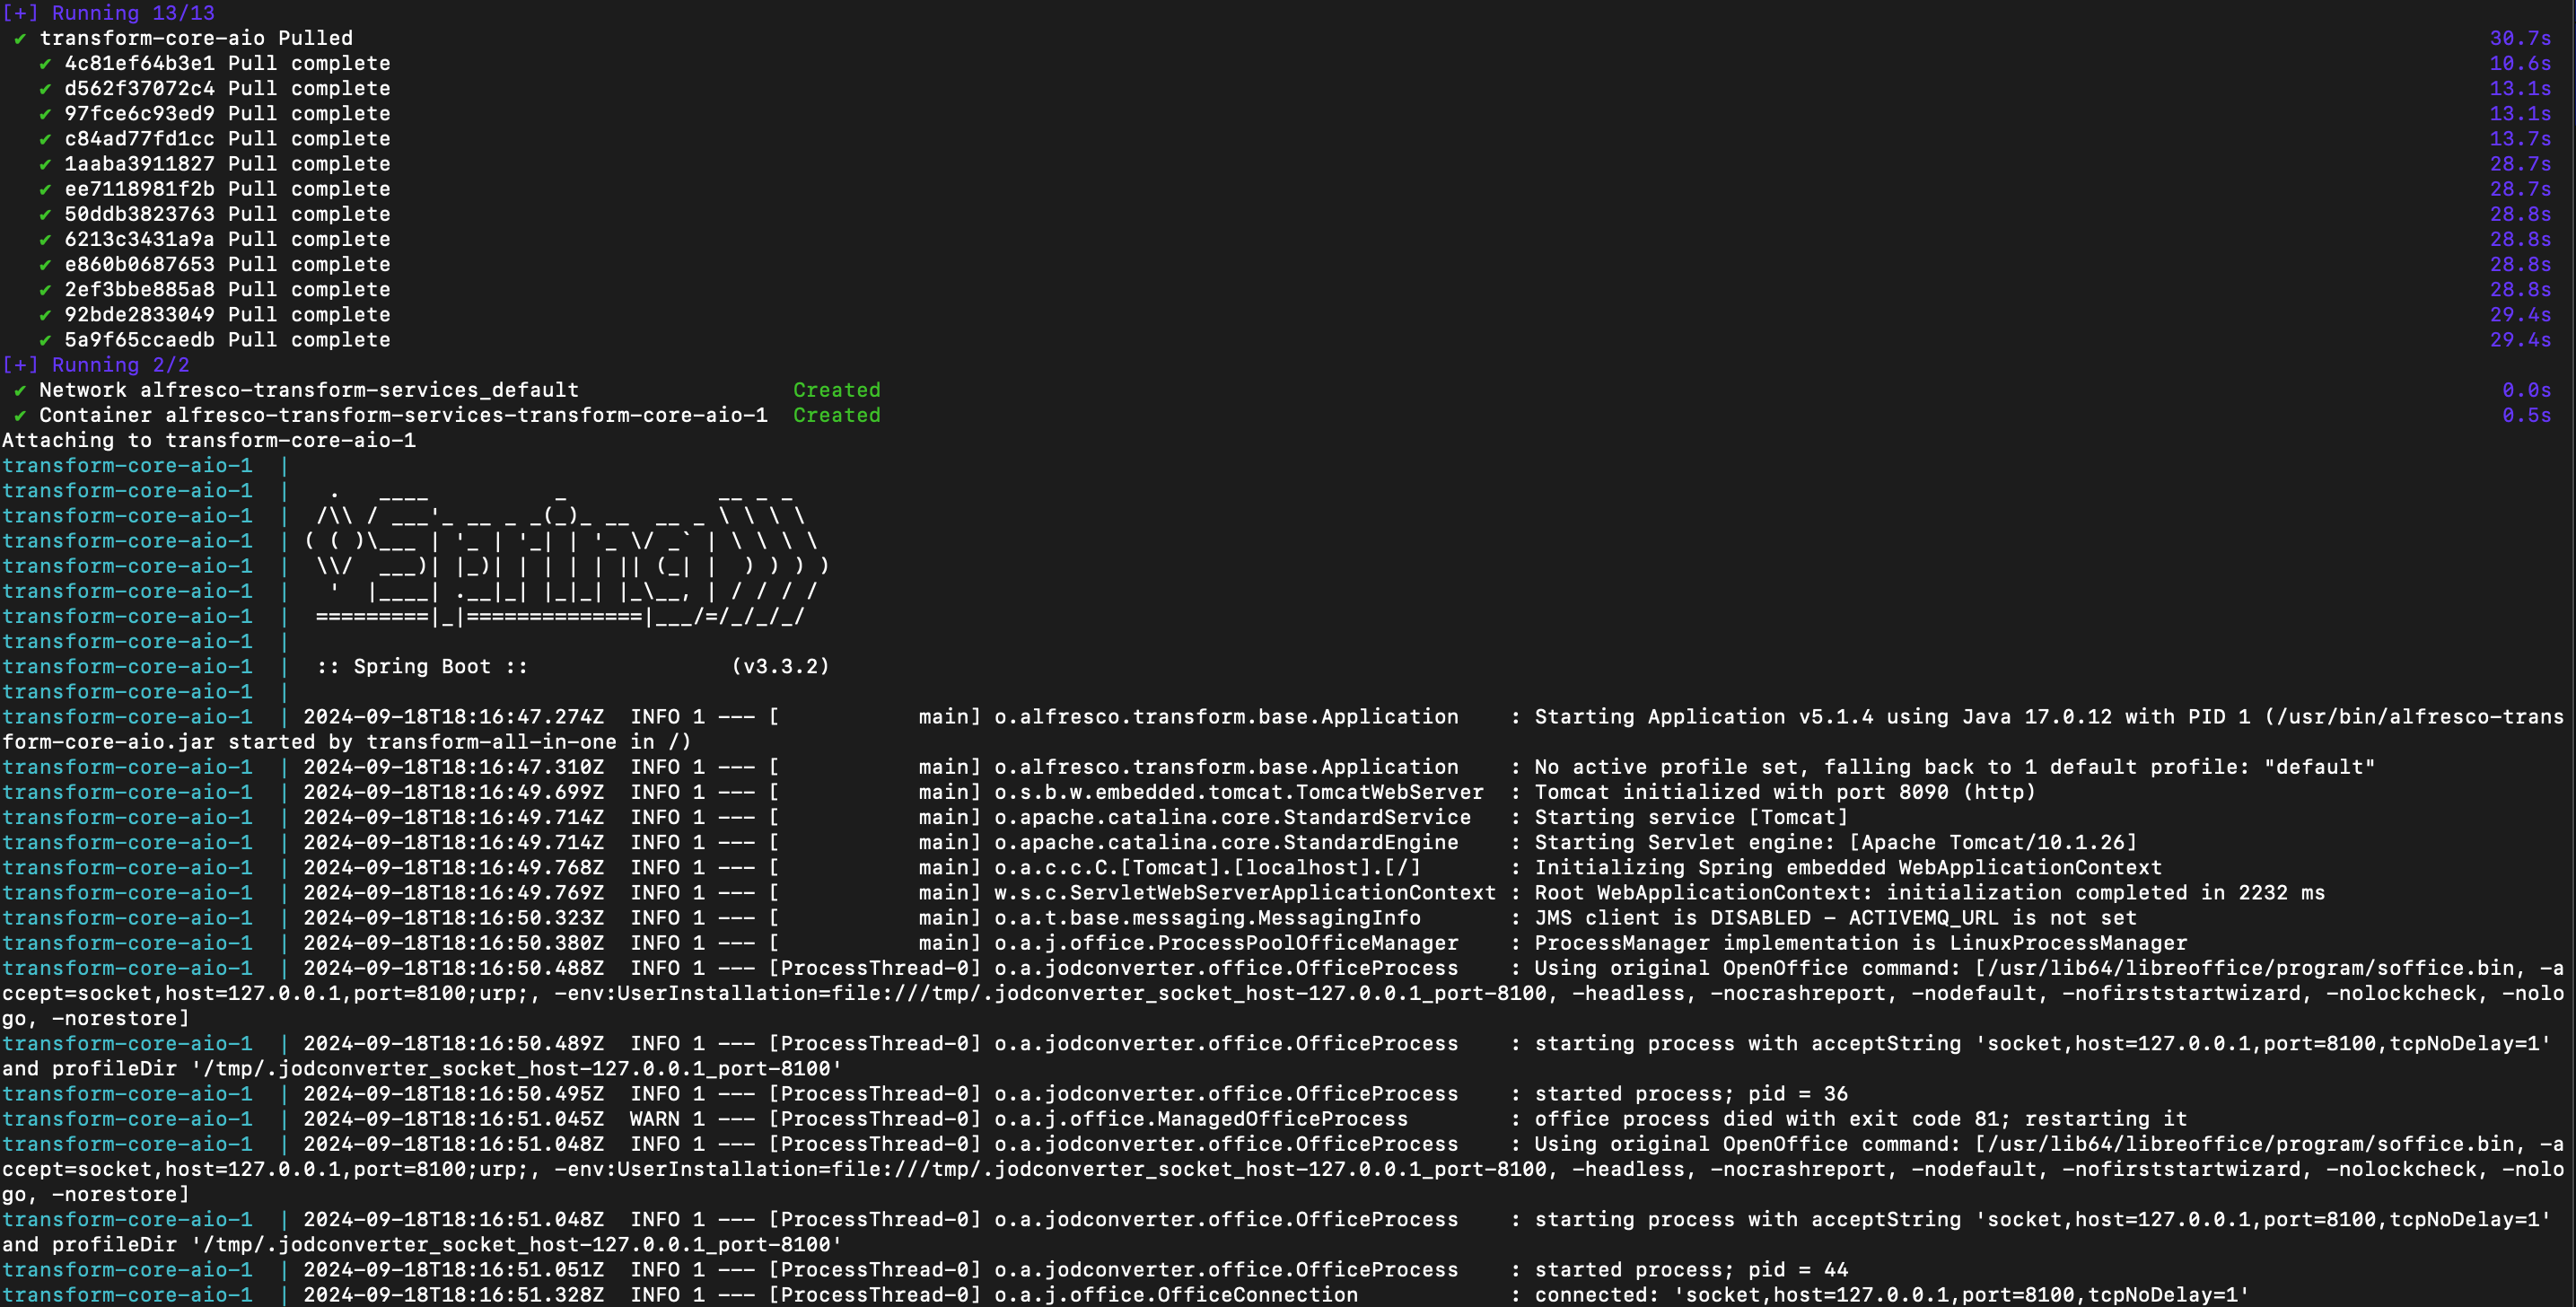 [+] Running 13/13
 ✔ transform-core-aio Pulled 30.7s
   ✔ 4c81ef64b3e1 Pull complete 10.6s
   ✔ d562f37072c4 Pull complete 13.1s
   ✔ 97fce6c93ed9 Pull complete 13.1s
   ✔ c84ad77fd1cc Pull complete 13.7s
   ✔ 1aaba3911827 Pull complete 28.7s
   ✔ ee7118981f2b Pull complete 28.7s
   ✔ 50ddb3823763 Pull complete 28.8s
   ✔ 6213c3431a9a Pull complete 28.8s
   ✔ e860b0687653 Pull complete 28.8s
   ✔ 2ef3bbe885a8 Pull complete 28.8s
   ✔ 92bde2833049 Pull complete 29.4s
   ✔ 5a9f65ccaedb Pull complete 29.4s
[+] Running 2/2
 ✔ Network alfresco-transform-services_default                 Created 0.0s
 ✔ Container alfresco-transform-services-transform-core-aio-1  Created 0.5s
Attaching to transform-core-aio-1
transform-core-aio-1  |
transform-core-aio-1  |   .   ____          _            __ _ _
transform-core-aio-1  |  /\\ / ___'_ __ _ _(_)_ __  __ _ \ \ \ \
transform-core-aio-1  | ( ( )\___ | '_ | '_| | '_ \/ _` | \ \ \ \
transform-core-aio-1  |  \\/  ___)| |_)| | | | | || (_| |  ) ) ) )
transform-core-aio-1  |   '  |____| .__|_| |_|_| |_\__, | / / / /
transform-core-aio-1  |  =========|_|==============|___/=/_/_/_/
transform-core-aio-1  |
transform-core-aio-1  |  :: Spring Boot ::                (v3.3.2)
transform-core-aio-1  |
transform-core-aio-1  | 2024-09-18T18:16:47.274Z  INFO 1 --- [           main] o.alfresco.transform.base.Application    : Starting Application v5.1.4 using Java 17.0.12 with PID 1 (/usr/bin/alfresco-trans
form-core-aio.jar started by transform-all-in-one in /)
transform-core-aio-1  | 2024-09-18T18:16:47.310Z  INFO 1 --- [           main] o.alfresco.transform.base.Application    : No active profile set, falling back to 1 default profile: "default"
transform-core-aio-1  | 2024-09-18T18:16:49.699Z  INFO 1 --- [           main] o.s.b.w.embedded.tomcat.TomcatWebServer  : Tomcat initialized with port 8090 (http)
transform-core-aio-1  | 2024-09-18T18:16:49.714Z  INFO 1 --- [           main] o.apache.catalina.core.StandardService   : Starting service [Tomcat]
transform-core-aio-1  | 2024-09-18T18:16:49.714Z  INFO 1 --- [           main] o.apache.catalina.core.StandardEngine    : Starting Servlet engine: [Apache Tomcat/10.1.26]
transform-core-aio-1  | 2024-09-18T18:16:49.768Z  INFO 1 --- [           main] o.a.c.c.C.[Tomcat].[localhost].[/]       : Initializing Spring embedded WebApplicationContext
transform-core-aio-1  | 2024-09-18T18:16:49.769Z  INFO 1 --- [           main] w.s.c.ServletWebServerApplicationContext : Root WebApplicationContext: initialization completed in 2232 ms
transform-core-aio-1  | 2024-09-18T18:16:50.323Z  INFO 1 --- [           main] o.a.t.base.messaging.MessagingInfo       : JMS client is DISABLED - ACTIVEMQ_URL is not set
transform-core-aio-1  | 2024-09-18T18:16:50.380Z  INFO 1 --- [           main] o.a.j.office.ProcessPoolOfficeManager    : ProcessManager implementation is LinuxProcessManager
transform-core-aio-1  | 2024-09-18T18:16:50.488Z  INFO 1 --- [ProcessThread-0] o.a.jodconverter.office.OfficeProcess    : Using original OpenOffice command: [/usr/lib64/libreoffice/program/soffice.bin, -a
ccept=socket,host=127.0.0.1,port=8100;urp;, -env:UserInstallation=file:///tmp/.jodconverter_socket_host-127.0.0.1_port-8100, -headless, -nocrashreport, -nodefault, -nofirststartwizard, -nolockcheck, -nolo
go, -norestore]
transform-core-aio-1  | 2024-09-18T18:16:50.489Z  INFO 1 --- [ProcessThread-0] o.a.jodconverter.office.OfficeProcess    : starting process with acceptString 'socket,host=127.0.0.1,port=8100,tcpNoDelay=1'
and profileDir '/tmp/.jodconverter_socket_host-127.0.0.1_port-8100'
transform-core-aio-1  | 2024-09-18T18:16:50.495Z  INFO 1 --- [ProcessThread-0] o.a.jodconverter.office.OfficeProcess    : started process; pid = 36
transform-core-aio-1  | 2024-09-18T18:16:51.045Z  WARN 1 --- [ProcessThread-0] o.a.j.office.ManagedOfficeProcess        : office process died with exit code 81; restarting it
transform-core-aio-1  | 2024-09-18T18:16:51.048Z  INFO 1 --- [ProcessThread-0] o.a.jodconverter.office.OfficeProcess    : Using original OpenOffice command: [/usr/lib64/libreoffice/program/soffice.bin, -a
ccept=socket,host=127.0.0.1,port=8100;urp;, -env:UserInstallation=file:///tmp/.jodconverter_socket_host-127.0.0.1_port-8100, -headless, -nocrashreport, -nodefault, -nofirststartwizard, -nolockcheck, -nolo
go, -norestore]
transform-core-aio-1  | 2024-09-18T18:16:51.048Z  INFO 1 --- [ProcessThread-0] o.a.jodconverter.office.OfficeProcess    : starting process with acceptString 'socket,host=127.0.0.1,port=8100,tcpNoDelay=1'
and profileDir '/tmp/.jodconverter_socket_host-127.0.0.1_port-8100'
transform-core-aio-1  | 2024-09-18T18:16:51.051Z  INFO 1 --- [ProcessThread-0] o.a.jodconverter.office.OfficeProcess    : started process; pid = 44
transform-core-aio-1  | 2024-09-18T18:16:51.328Z  INFO 1 --- [ProcessThread-0] o.a.j.office.OfficeConnection            : connected: 'socket,host=127.0.0.1,port=8100,tcpNoDelay=1'